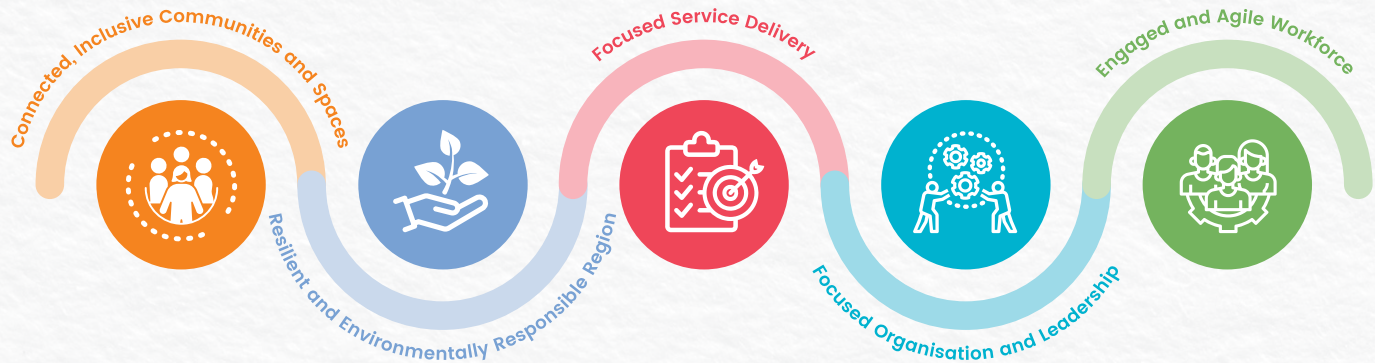 Connected, Inclusive Communities and Spaces
Resilient and Environmentally Responsible Region
Focused Service Delivery
Focused Organisation and Leadership
Engaged and Agile Workforce